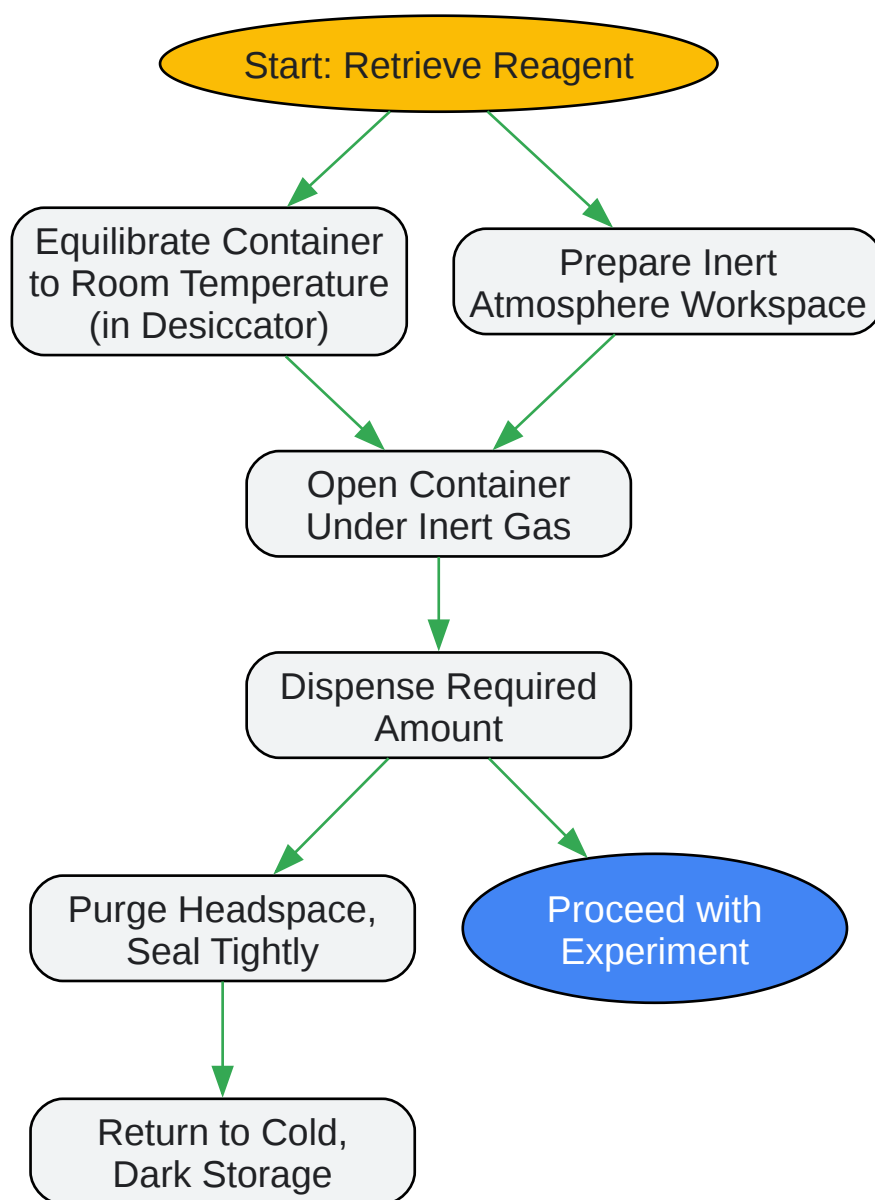 Start: Retrieve Reagent
Equilibrate Container
to Room Temperature
(in Desiccator)
Prepare Inert
Atmosphere Workspace
Open Container
Under Inert Gas
Dispense Required
Amount
Purge Headspace,
Seal Tightly
Proceed with
Experiment
Return to Cold,
Dark Storage